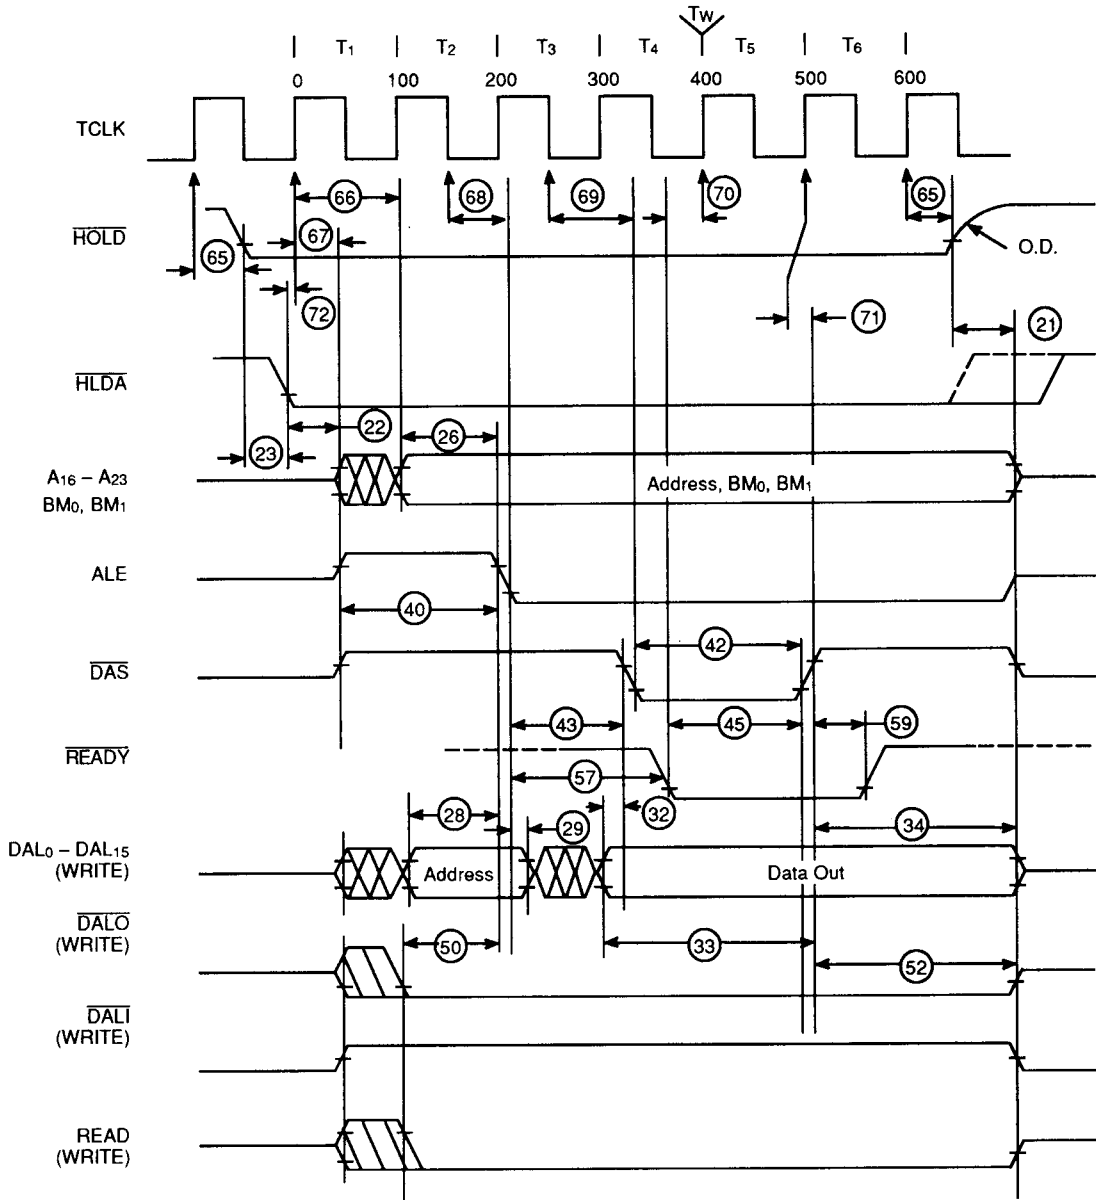 Tw
T1 T2 T3 T4 T5 T6
0 100 200 300 400 500 600
TCLK
66 68 69 70 65
HOLD
67
O.D.
65
72 71 21
HLDA
22
23 26
A16 – A23
BM0, BM1
Address, BM0, BM1
ALE
40
DAS
42
43 45 59
READY
57
28 29 32 34
DAL0 – DAL15
(WRITE)
Address
Data Out
DALO
(WRITE)
50 33
52
DALI
(WRITE)
READ
(WRITE)